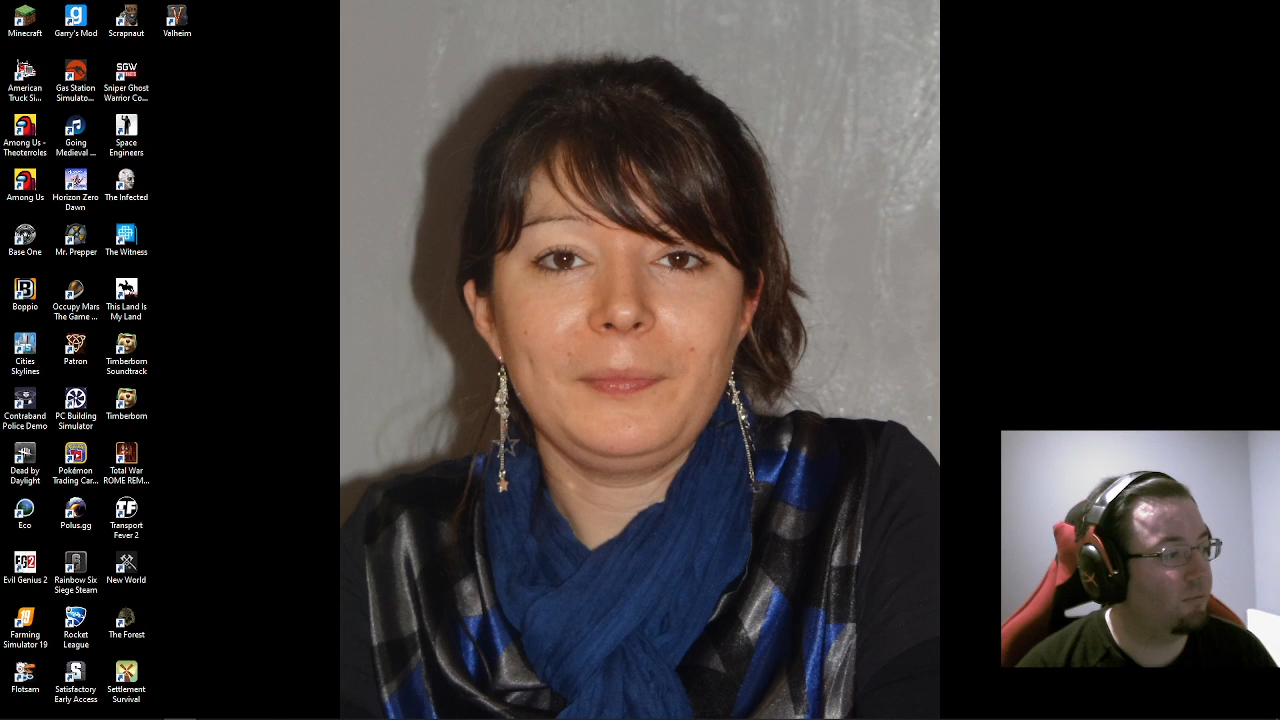 Minecraft
Garry's Mod
Scrapnaut
Valheim
American
Truck Si...
Gas Station
Simulato...
SGW
Sniper Ghost
Warrior Co...
Among Us -
Theoterroles
Going
Medieval ...
Space
Engineers
Among Us
Horizon Zero
Dawn
The Infected
Base One
Mr. Prepper
The Witness
Boppio
Occupy Mars
The Game ...
This Land Is
My Land
Cities
Skylines
Patron
Timberborn
Soundtrack
Contraband
Police Demo
PC Building
Simulator
Timberborn
Dead by
Daylight
Pokémon
Trading Car...
Total War
ROME REM...
Eco
Polus.gg
Transport
Fever 2
EG2
Evil Genius 2
Rainbow Six
Siege Steam
New World
19
Farming
Simulator 19
Rocket
League
The Forest
Flotsam
Satisfactory
Early Access
Settlement
Survival